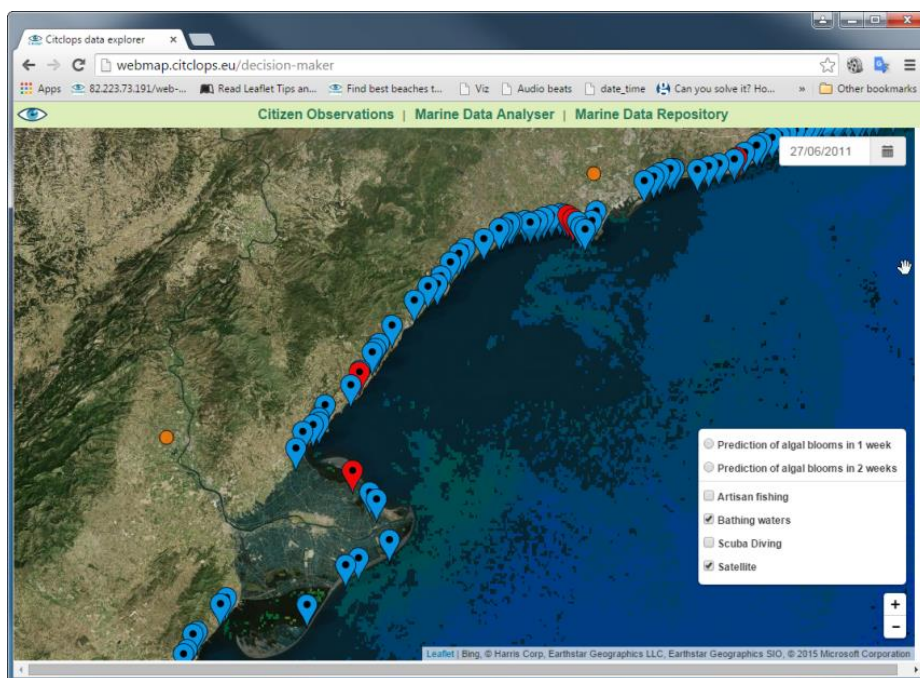 Citclops data explorer
webmap.citclops.eu/decision-maker
Apps 82.223.73.191/web-... Read Leaflet Tips an... Find best beaches t... Viz Audio beats date_time Can you solve it? Ho... » Other bookmarks
Citizen Observations | Marine Data Analyser | Marine Data Repository
27/06/2011
Prediction of algal blooms in 1 week
Prediction of algal blooms in 2 weeks
Artisan fishing
Bathing waters
Scuba Diving
Satellite
+
−
Leaflet | Bing, © Harris Corp, Earthstar Geographics LLC, Earthstar Geographics SIO, © 2015 Microsoft Corporation